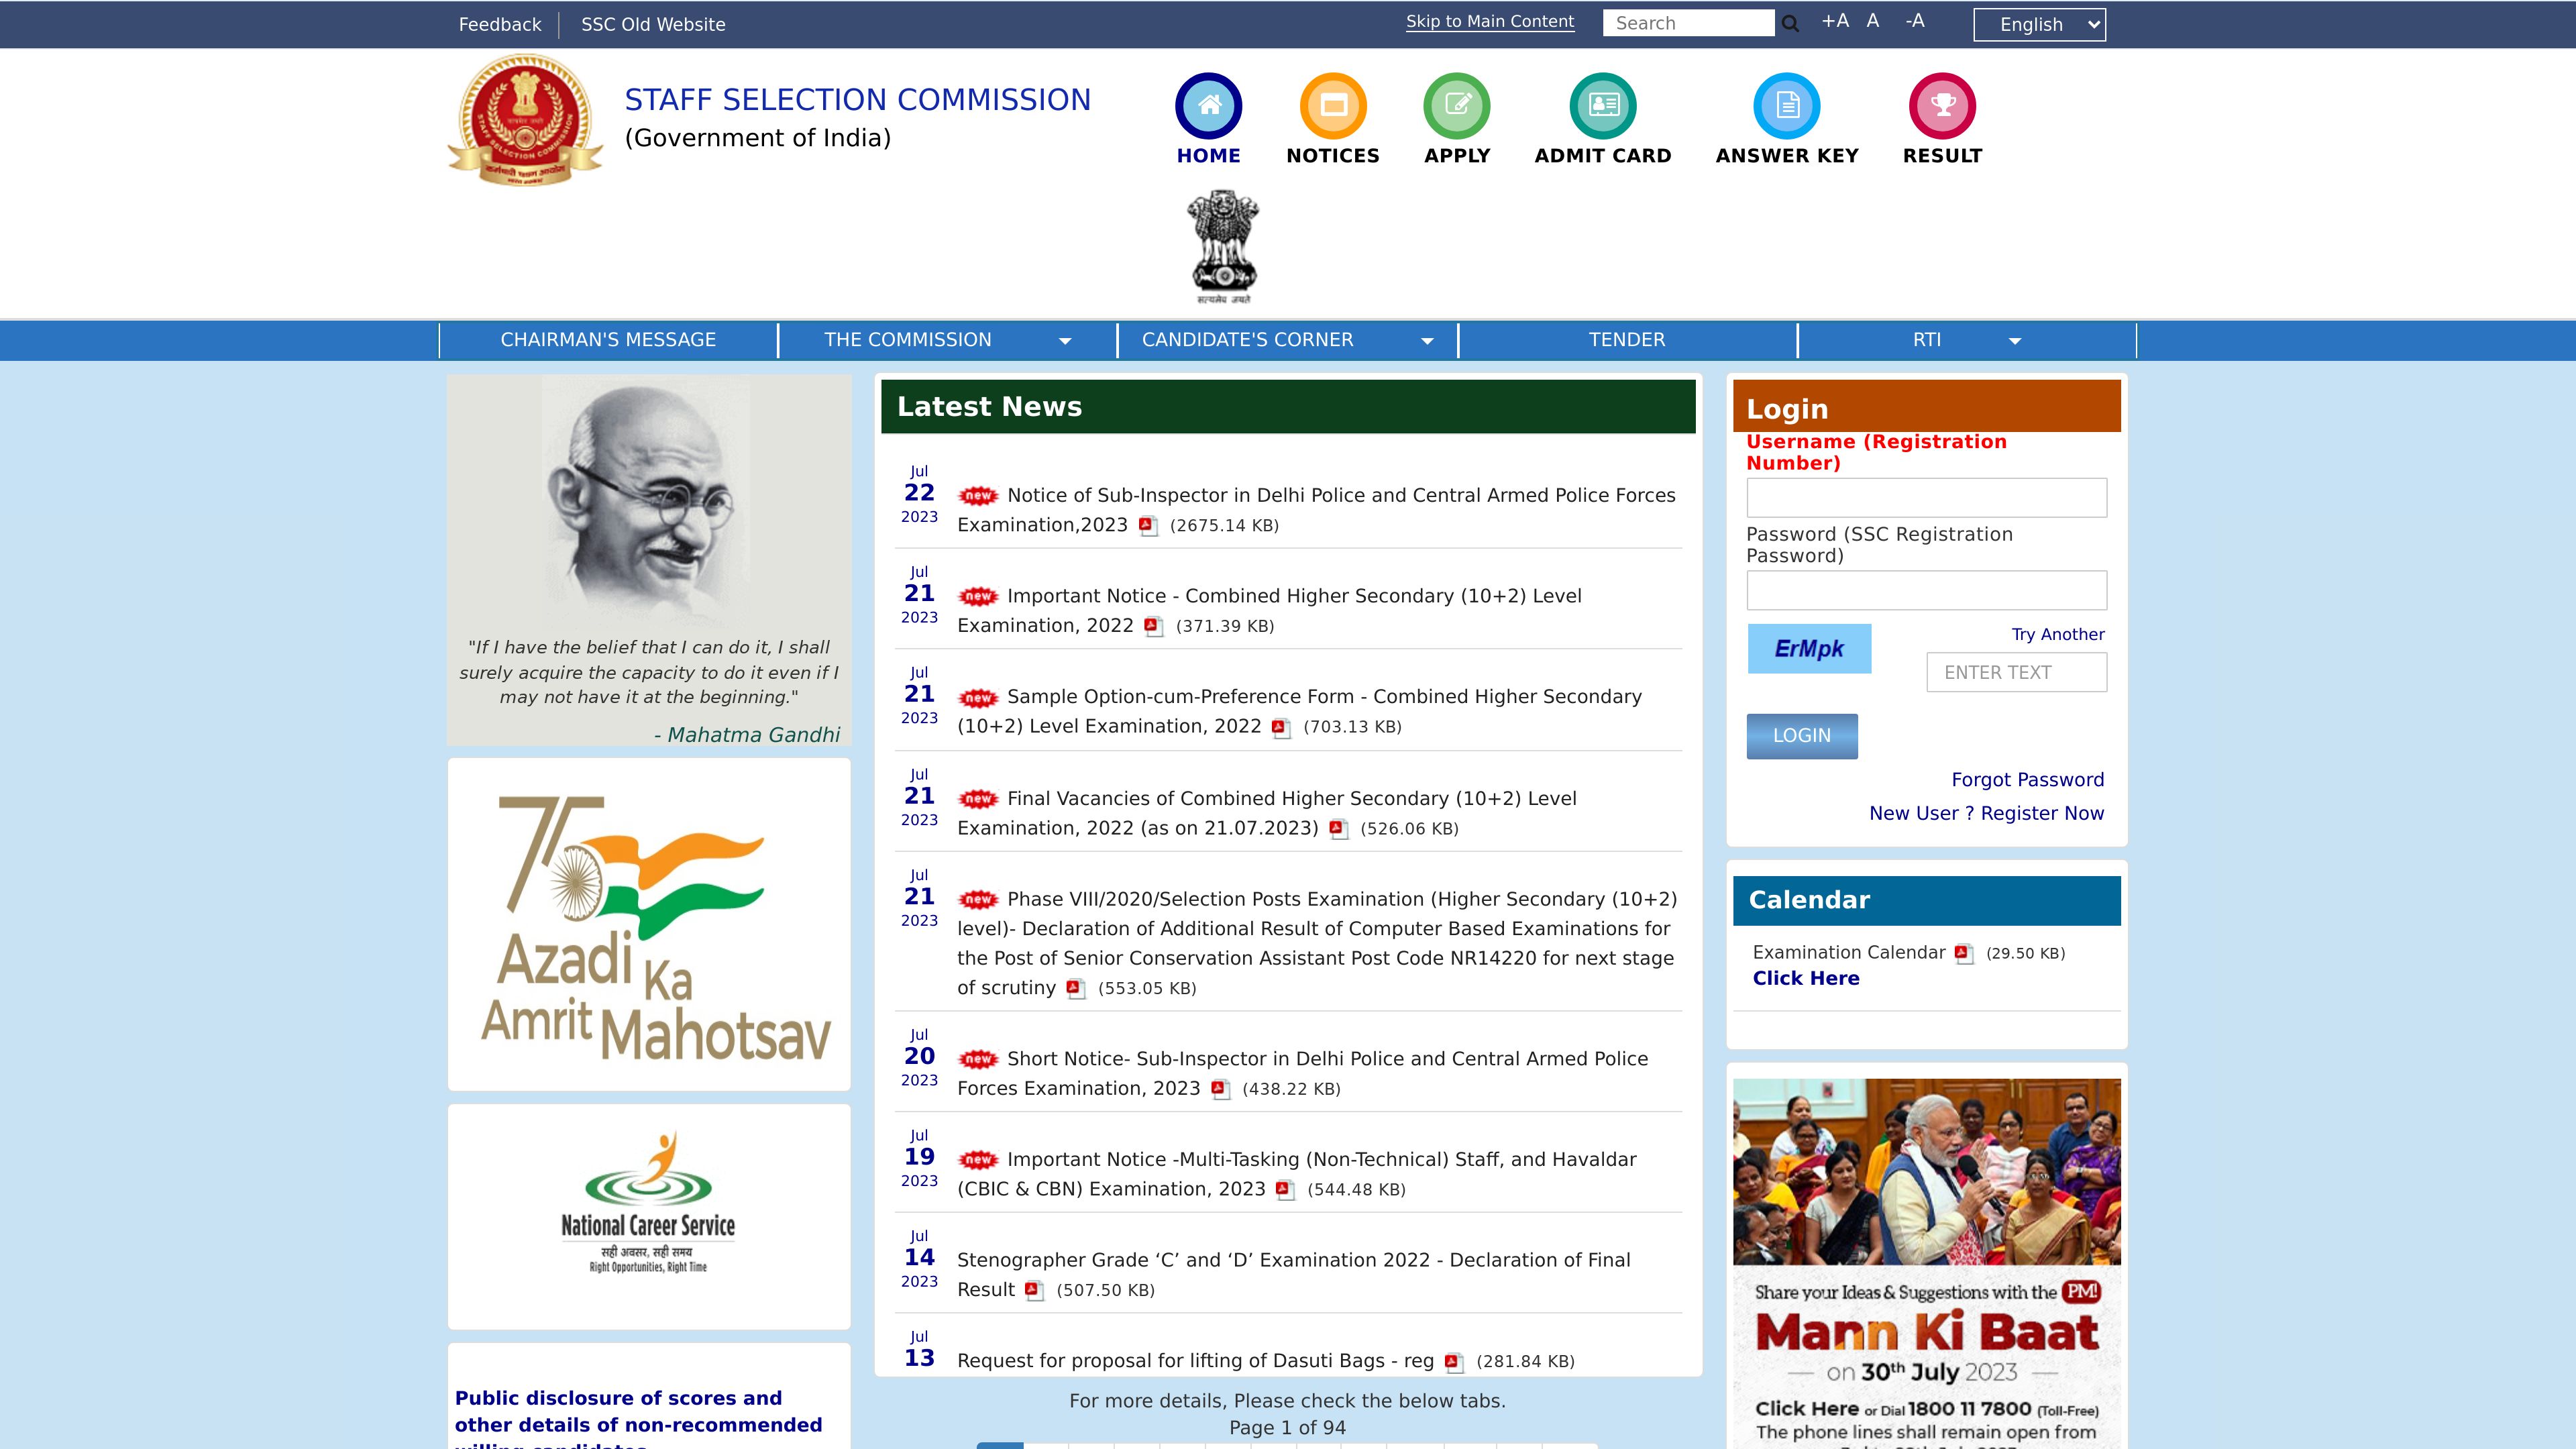 Feedback
SSC Old Website
Skip to Main Content
Search
+A A -A
English
STAFF SELECTION COMMISSION
(Government of India)
HOME
NOTICES
APPLY
ADMIT CARD
ANSWER KEY
RESULT
सत्यमेव जयते
CHAIRMAN'S MESSAGE
THE COMMISSION
CANDIDATE'S CORNER
TENDER
RTI
"If I have the belief that I can do it, I shall
surely acquire the capacity to do it even if I
may not have it at the beginning."
- Mahatma Gandhi
75
Azadi Ka
Amrit Mahotsav
National Career Service
सही अवसर, सही समय
Right Opportunities, Right Time
Public disclosure of scores and
other details of non-recommended
willing candidates
Latest News
Jul
22
2023
new Notice of Sub-Inspector in Delhi Police and Central Armed Police Forces
Examination,2023 (2675.14 KB)
Jul
21
2023
new Important Notice - Combined Higher Secondary (10+2) Level
Examination, 2022 (371.39 KB)
Jul
21
2023
new Sample Option-cum-Preference Form - Combined Higher Secondary
(10+2) Level Examination, 2022 (703.13 KB)
Jul
21
2023
new Final Vacancies of Combined Higher Secondary (10+2) Level
Examination, 2022 (as on 21.07.2023) (526.06 KB)
Jul
21
2023
new Phase VIII/2020/Selection Posts Examination (Higher Secondary (10+2)
level)- Declaration of Additional Result of Computer Based Examinations for
the Post of Senior Conservation Assistant Post Code NR14220 for next stage
of scrutiny (553.05 KB)
Jul
20
2023
new Short Notice- Sub-Inspector in Delhi Police and Central Armed Police
Forces Examination, 2023 (438.22 KB)
Jul
19
2023
new Important Notice -Multi-Tasking (Non-Technical) Staff, and Havaldar
(CBIC & CBN) Examination, 2023 (544.48 KB)
Jul
14
2023
Stenographer Grade ‘C’ and ‘D’ Examination 2022 - Declaration of Final
Result (507.50 KB)
Jul
13
Request for proposal for lifting of Dasuti Bags - reg (281.84 KB)
For more details, Please check the below tabs.
Page 1 of 94
Login
Username (Registration
Number)
Password (SSC Registration
Password)
ErMpk
Try Another
ENTER TEXT
LOGIN
Forgot Password
New User ? Register Now
Calendar
Examination Calendar (29.50 KB)
Click Here
Share your Ideas & Suggestions with the PM!
Mann Ki Baat
on 30th July 2023
Click Here or Dial 1800 11 7800 (Toll-Free)
The phone lines shall remain open from